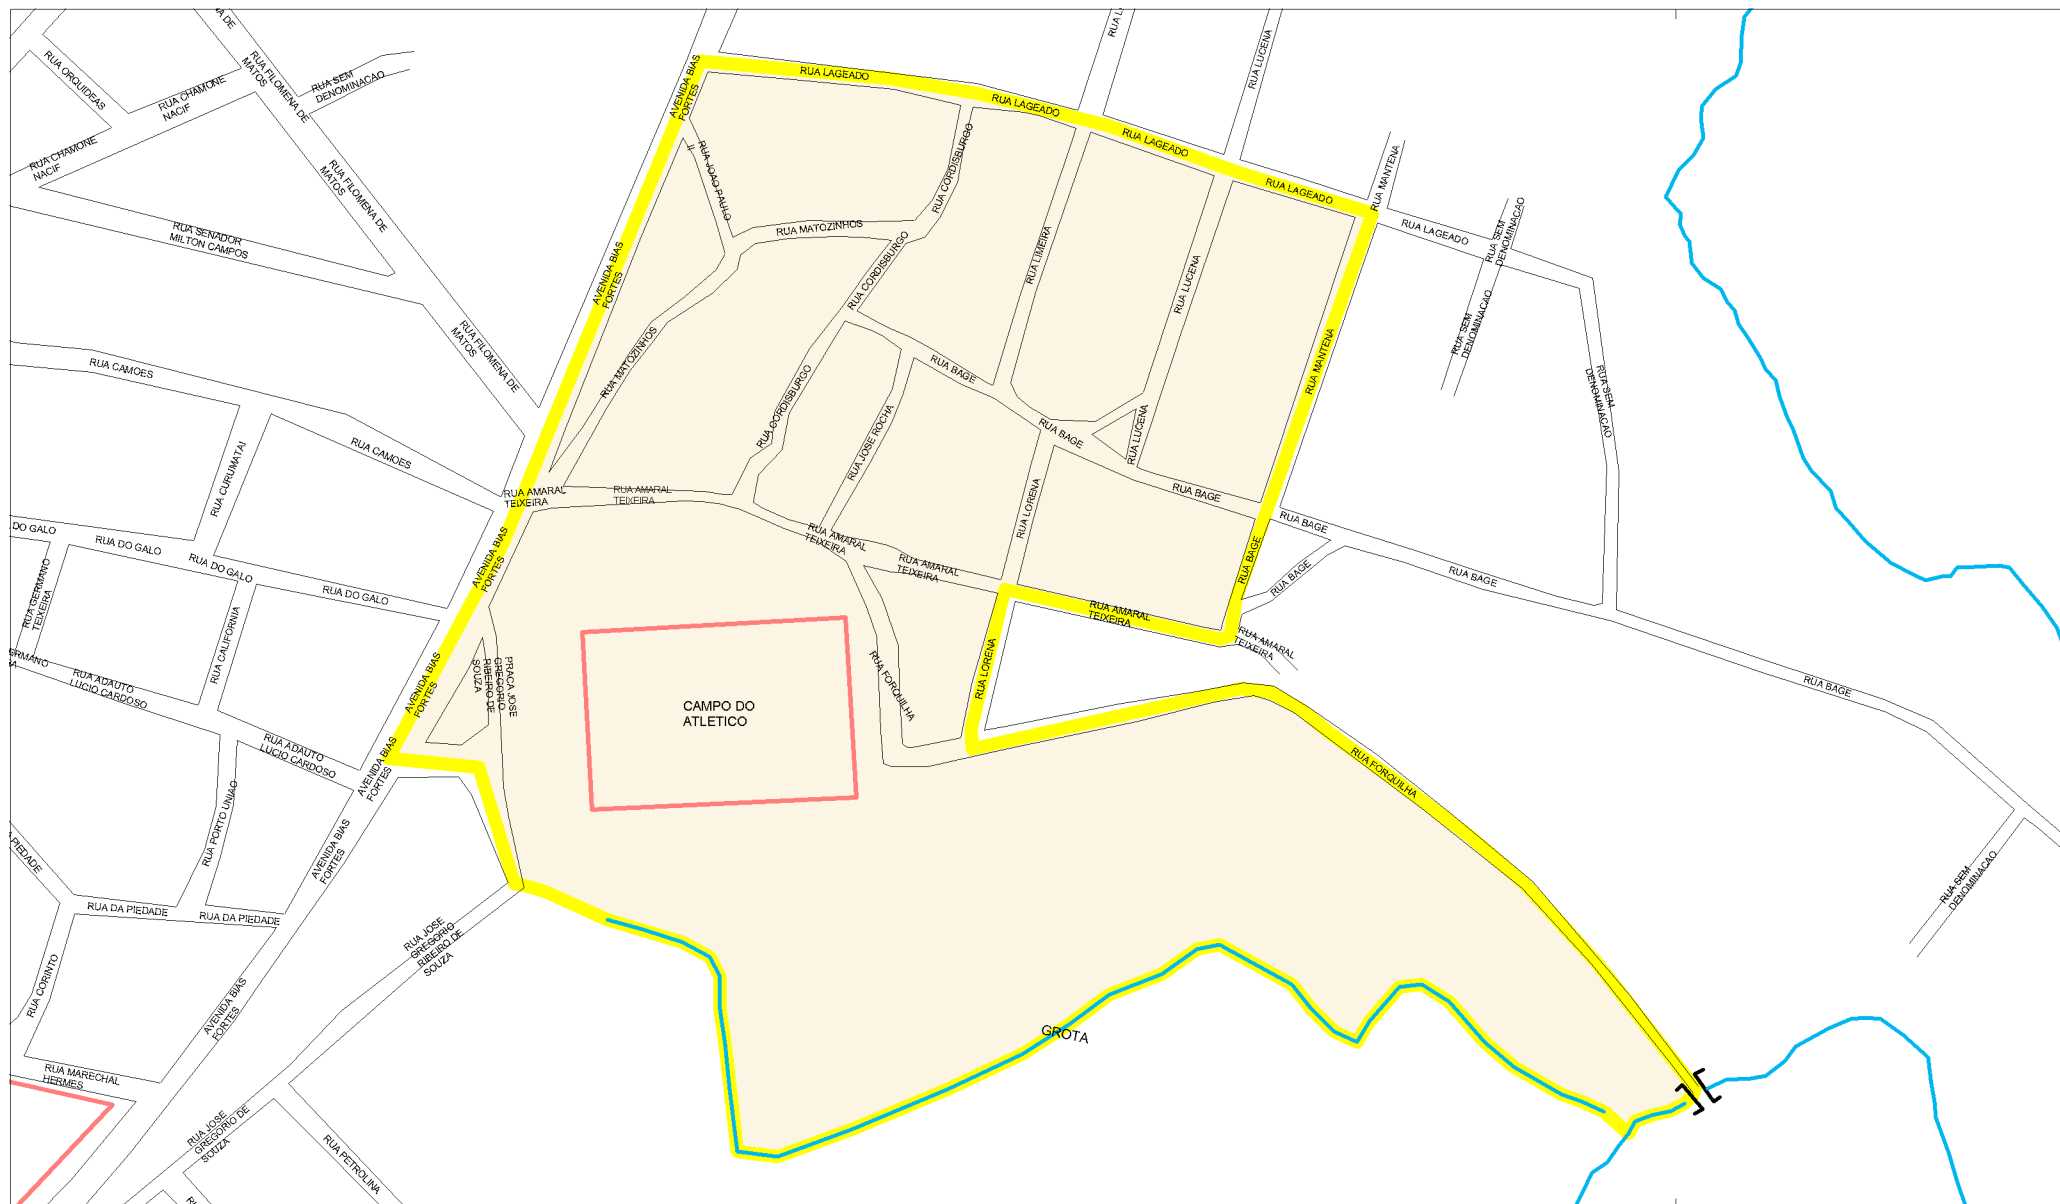 RUA FILOMENA DE
MATOS
RUA ORQUIDEAS
RUA CHAMONE
NACIF
RUA SEM
DENOMINACAO
RUA CHAMONE
NACIF
RUA FILOMENA DE
MATOS
RUA SENADOR
MILTON CAMPOS
RUA FILOMENA DE
MATOS
RUA CAMOES
RUA CAMOES
RUA CURUMATAI
DO GALO
RUA DO GALO
RUA DO GALO
RUA DO GALO
RUA GERMANO
TEIXEIRA
RUA CALIFORNIA
RUA ADAUTO
LUCIO CARDOSO
RUA ADAUTO
LUCIO CARDOSO
RUA PORTO UNIAO
PIEDADE
RUA DA PIEDADE
RUA DA PIEDADE
RUA CORINTO
RUA MARECHAL
HERMES
AVENIDA BIAS
FORTES
AVENIDA BIAS
FORTES
AVENIDA BIAS
FORTES
AVENIDA BIAS
FORTES
AVENIDA BIAS
FORTES
AVENIDA BIAS
FORTES
AVENIDA BIAS
FORTES
RUA LAGEADO
RUA LAGEADO
RUA LAGEADO
RUA LAGEADO
RUA LAGEADO
RUA L
RUA LUCENA
RUA MANTENA
RUA SEM
DENOMINACAO
RUA SEM
DENOMINACAO
RUA SEM
DENOMINACAO
RUA JOAO PAULO
II
RUA MATOZINHOS
RUA MATOZINHOS
RUA CORDISBURGO
RUA CORDISBURGO
RUA CORDISBURGO
RUA LIMEIRA
RUA LUCENA
RUA LUCENA
RUA MANTENA
RUA BAGE
RUA BAGE
RUA BAGE
RUA BAGE
RUA BAGE
RUA BAGE
RUA BAGE
RUA BAGE
RUA JOSE ROCHA
RUA LORENA
RUA LORENA
RUA AMARAL
TEIXEIRA
RUA AMARAL
TEIXEIRA
RUA AMARAL
TEIXEIRA
RUA AMARAL
TEIXEIRA
RUA AMARAL
TEIXEIRA
RUA AMARAL
TEIXEIRA
PRACA JOSE
GREGORIO
RIBEIRO DE
SOUZA
CAMPO DO
ATLETICO
RUA FORQUILHA
RUA FORQUILHA
RUA SEM
DENOMINACAO
RUA JOSE
GREGORIO
RIBEIRO DE
SOUZA
GROTA
RUA JOSE
GREGORIO DE
SOUZA
RUA PETROLINA